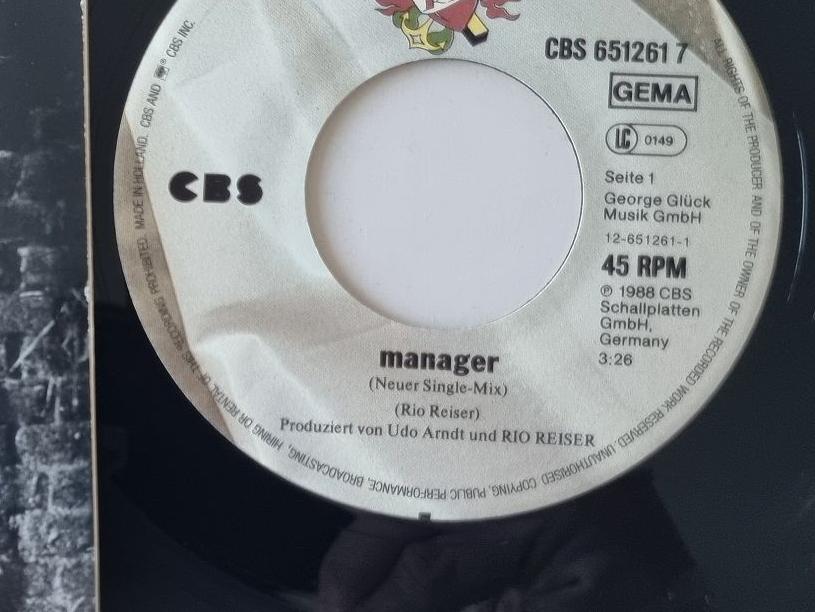 CBS 651261 7
GEMA
LC 0149
CBS
Seite 1
George Glück
Musik GmbH
12-651261-1
45 RPM
℗ 1988 CBS
Schallplatten
GmbH,
Germany
3:26
manager
(Neuer Single-Mix)
(Rio Reiser)
Produziert von Udo Arndt und RIO REISER
ALL RIGHTS OF THE PRODUCER AND OF THE OWNER OF THE RECORDED WORK RESERVED. UNAUTHORISED COPYING, PUBLIC PERFORMANCE, BROADCASTING, HIRING OR RENTAL OF THIS RECORDING PROHIBITED. MADE IN HOLLAND. CBS AND ® CBS INC.